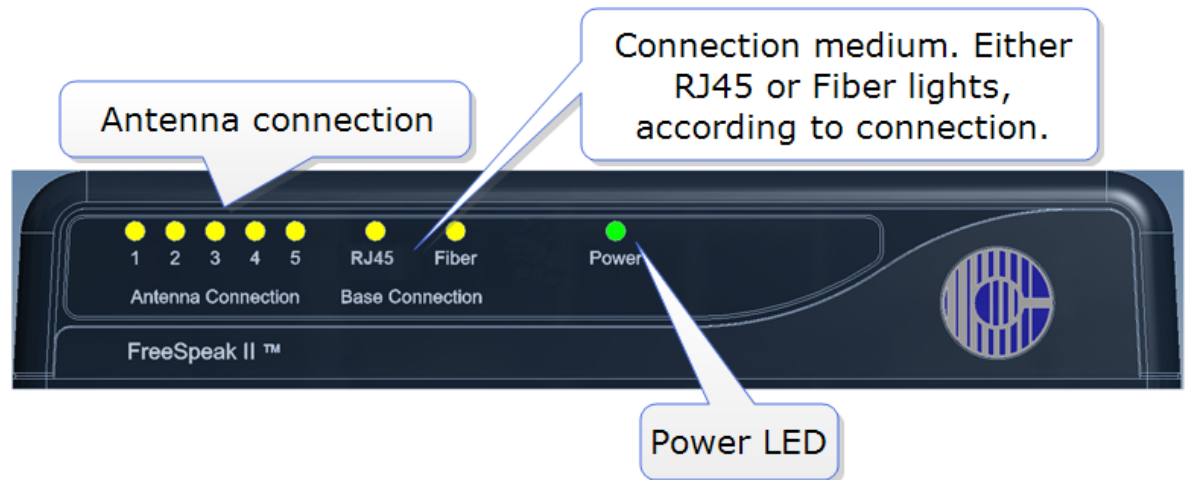 Connection medium. Either
RJ45 or Fiber lights,
according to connection.
Antenna connection
1 2 3 4 5 RJ45 Fiber Power
Antenna Connection Base Connection
FreeSpeak II ™
Power LED